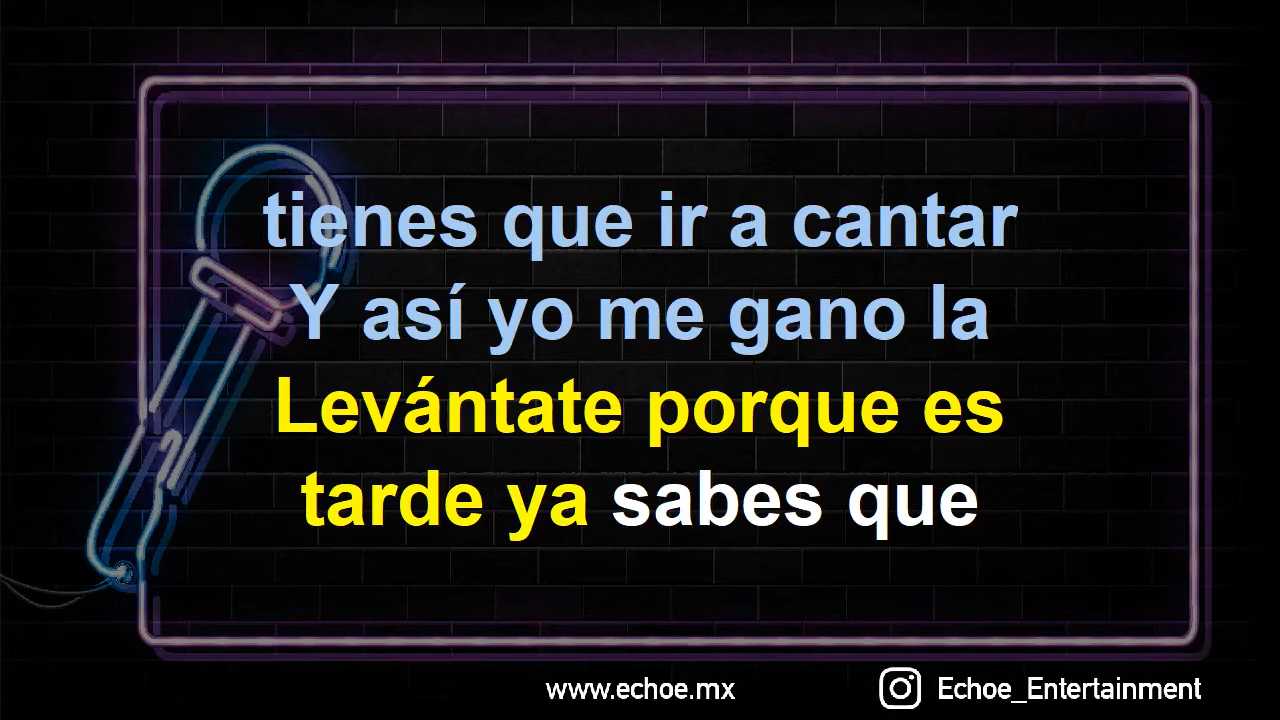 tienes que ir a cantar
Y así yo me gano la
Levántate porque es
tarde ya sabes que
www.echoe.mx
Echoe_Entertainment